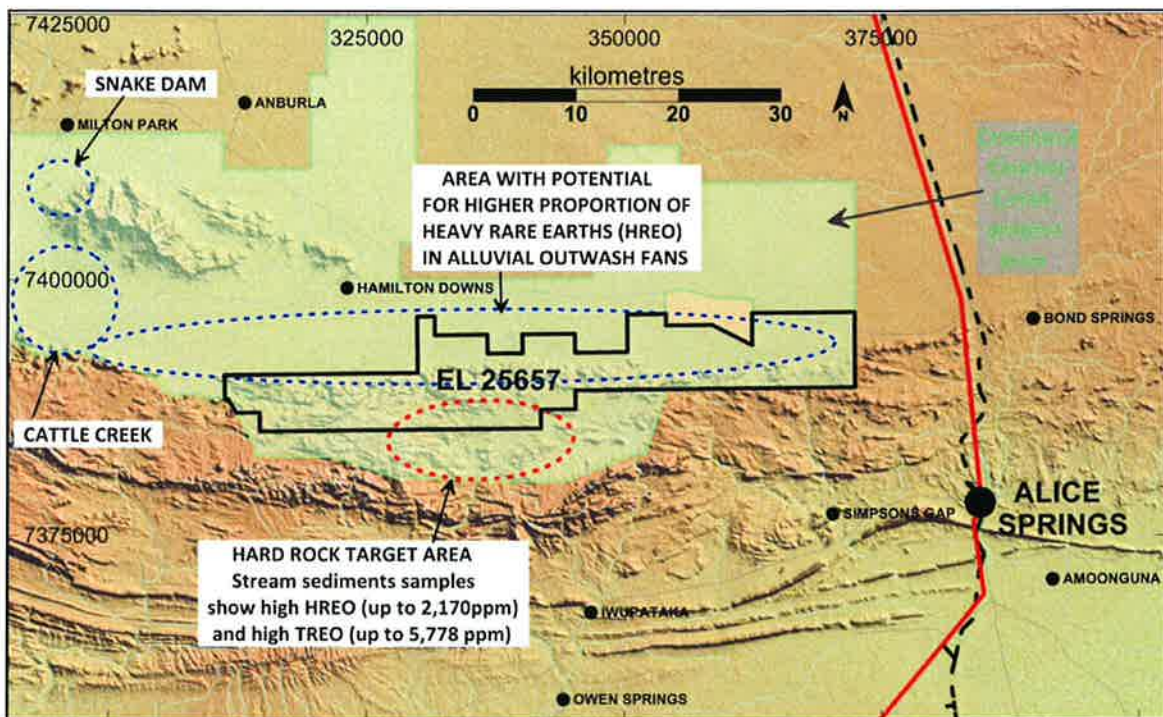 7425000
325000
350000
375000
kilometres
0 10 20 30
N
SNAKE DAM
ANBURLA
MILTON PARK
AREA WITH POTENTIAL
FOR HIGHER PROPORTION OF
HEAVY RARE EARTHS (HREO)
IN ALLUVIAL OUTWASH FANS
7400000
HAMILTON DOWNS
BOND SPRINGS
EL 25657
CATTLE CREEK
ALICE
SPRINGS
SIMPSONS GAP
7375000
HARD ROCK TARGET AREA
Stream sediments samples
show high HREO (up to 2,170ppm)
and high TREO (up to 5,778 ppm)
AMOONGUNA
IWUPATAKA
OWEN SPRINGS